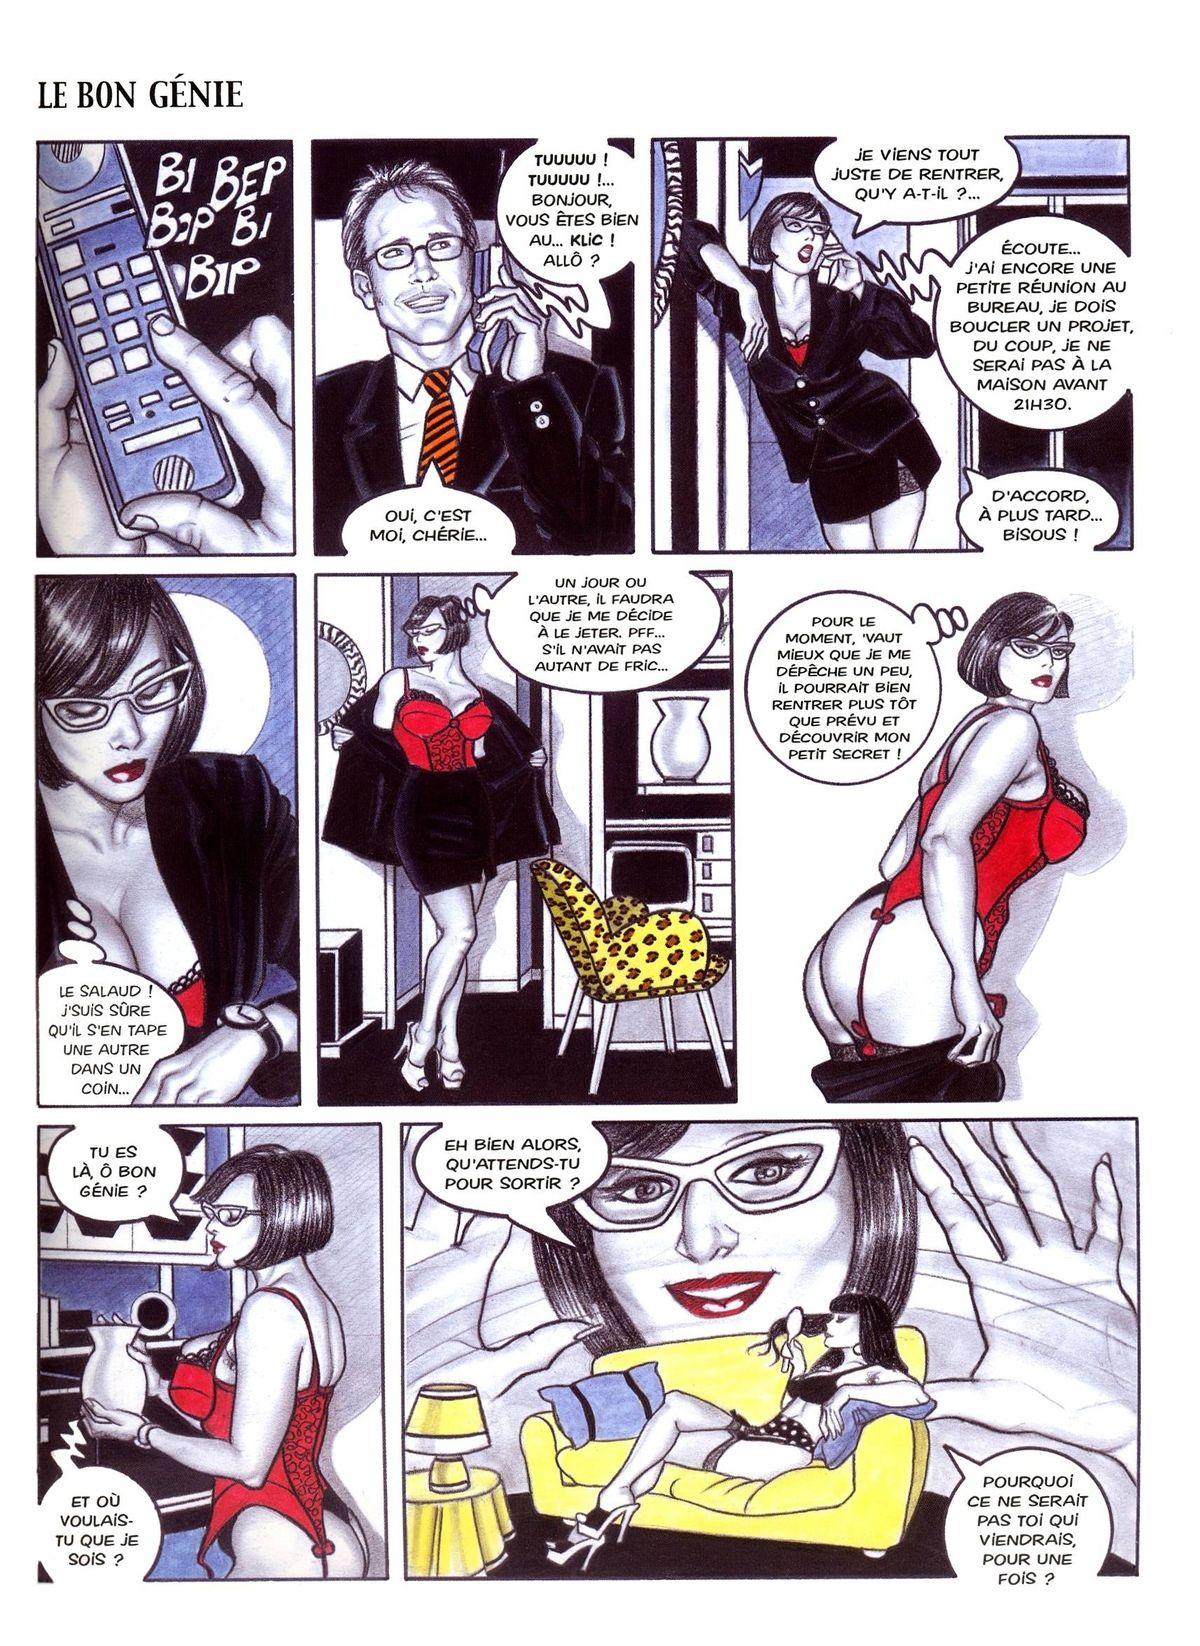 LE BON GÉNIE
BI BEP
BOP BI
BIP
TUUUUU !
TUUUUU !...
BONJOUR,
VOUS ÊTES BIEN
AU... KLIC !
ALLÔ ?
OUI, C'EST
MOI, CHÉRIE...
JE VIENS TOUT
JUSTE DE RENTRER,
QU'Y A-T-IL ?...
ÉCOUTE...
J'AI ENCORE UNE
PETITE RÉUNION AU
BUREAU, JE DOIS
BOUCLER UN PROJET,
DU COUP, JE NE
SERAI PAS À LA
MAISON AVANT
21H30.
D'ACCORD,
À PLUS TARD...
BISOUS !
LE SALAUD !
J'SUIS SÛRE
QU'IL S'EN TAPE
UNE AUTRE
DANS UN
COIN...
UN JOUR OU
L'AUTRE, IL FAUDRA
QUE JE ME DÉCIDE
À LE JETER. PFF...
S'IL N'AVAIT PAS
AUTANT DE FRIC...
POUR LE
MOMENT, 'VAUT
MIEUX QUE JE ME
DÉPÊCHE UN PEU,
IL POURRAIT BIEN
RENTRER PLUS TÔT
QUE PRÉVU ET
DÉCOUVRIR MON
PETIT SECRET !
TU ES
LÀ, Ô BON
GÉNIE ?
ET OÙ
VOULAIS-
TU QUE JE
SOIS ?
EH BIEN ALORS,
QU'ATTENDS-TU
POUR SORTIR ?
POURQUOI
CE NE SERAIT
PAS TOI QUI
VIENDRAIS,
POUR UNE
FOIS ?